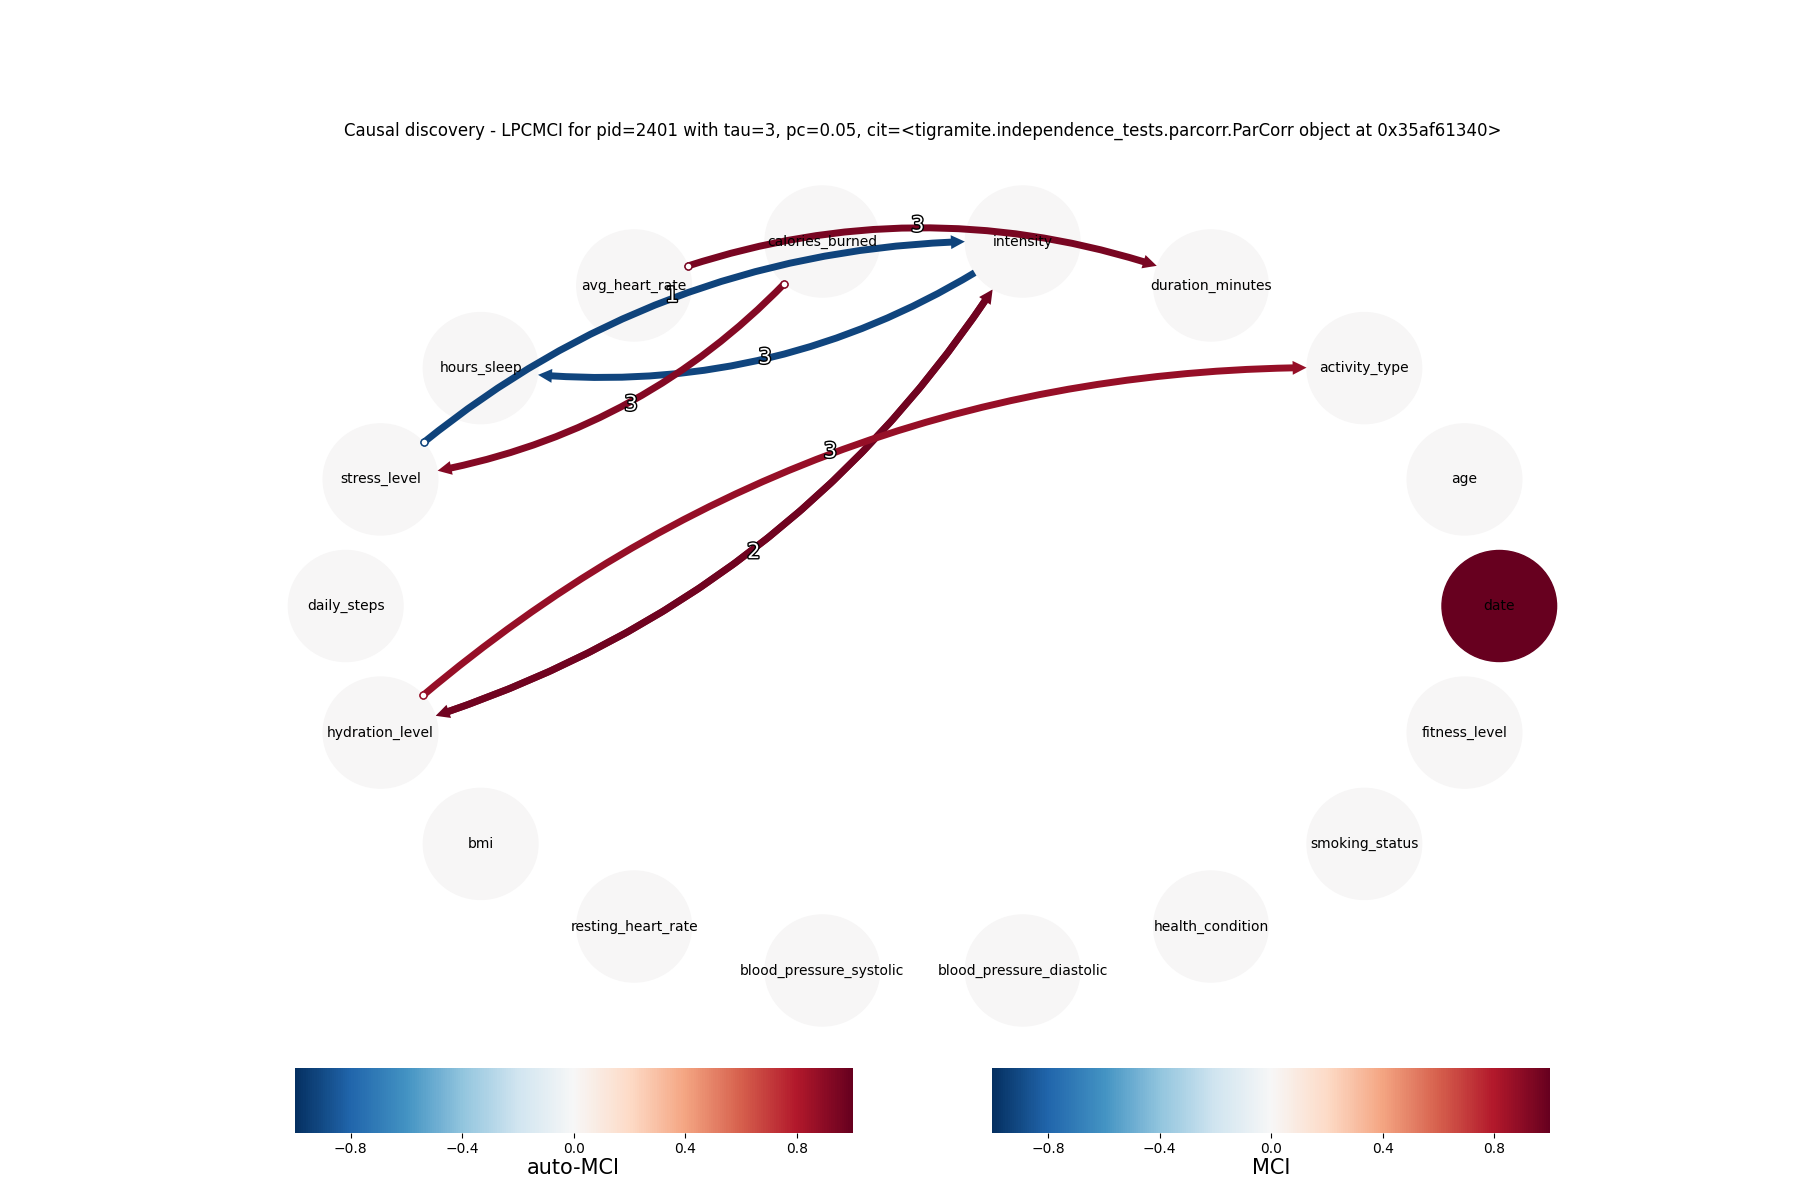 Causal discovery - LPCMCI for pid=2401 with tau=3, pc=0.05, cit=<tigramite.independence_tests.parcorr.ParCorr object at 0x35af61340>
3
calories_burned
intensity
avg_heart_rate
1
duration_minutes
3
hours_sleep
activity_type
3
3
stress_level
age
2
daily_steps
date
hydration_level
fitness_level
bmi
smoking_status
resting_heart_rate
health_condition
blood_pressure_systolic
blood_pressure_diastolic
−0.8 −0.4 0.0 0.4 0.8
auto-MCI
−0.8 −0.4 0.0 0.4 0.8
MCI